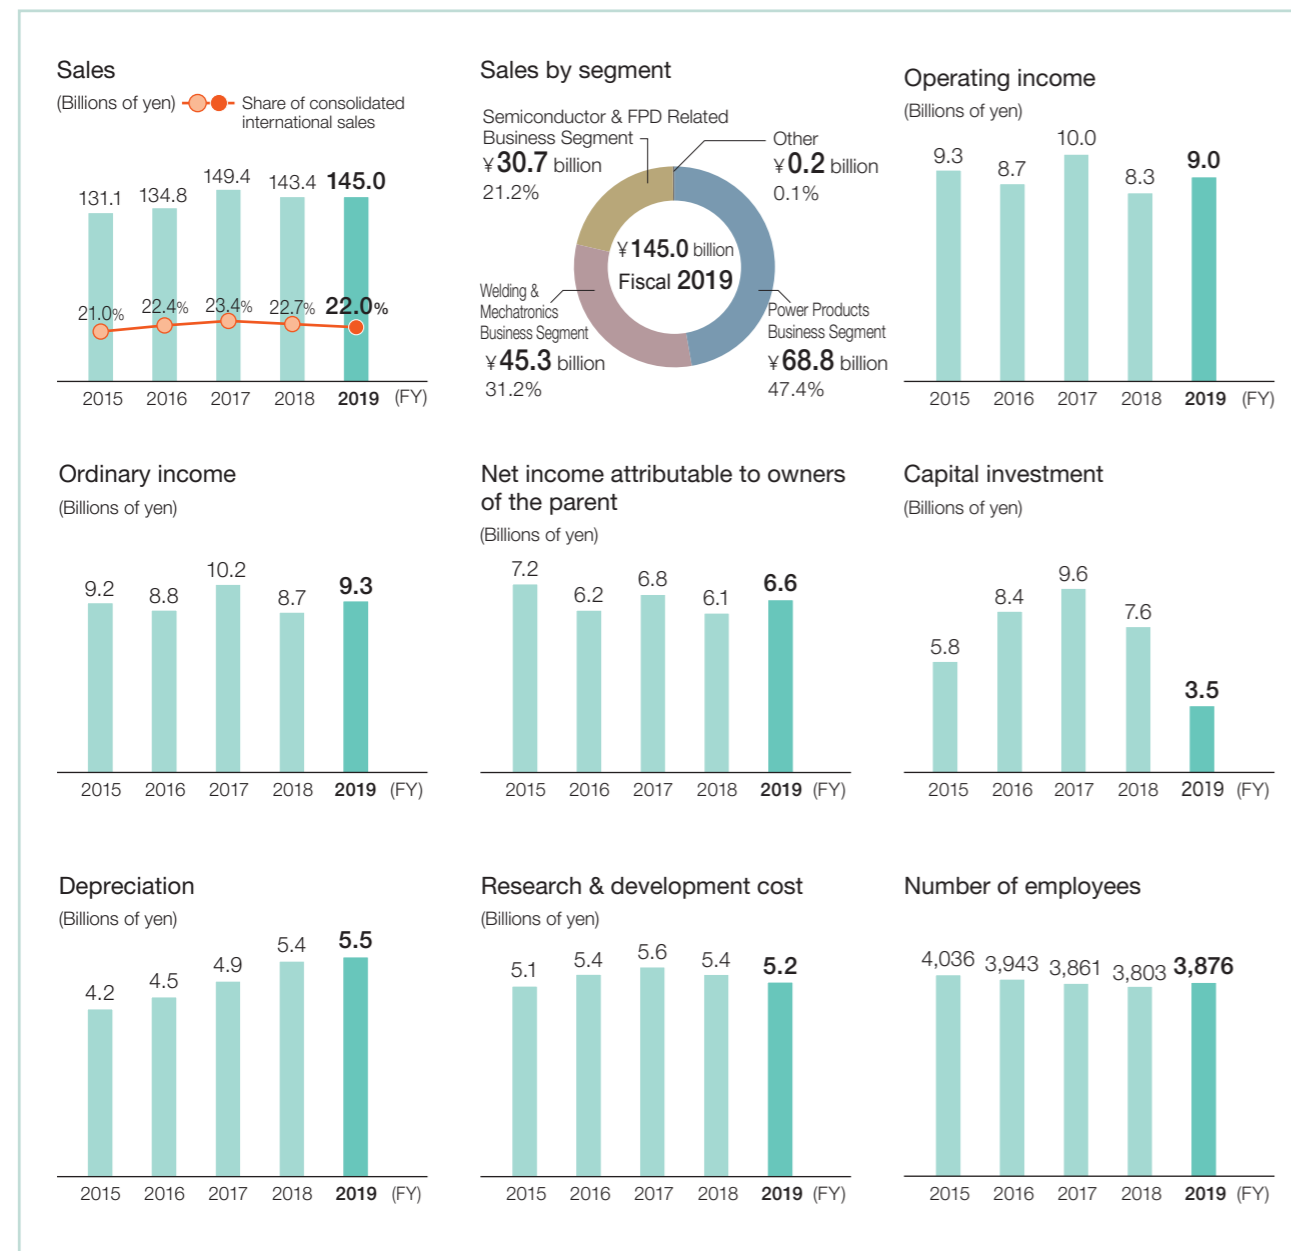 Sales
(Billions of yen)
Share of consolidated
international sales
131.1
134.8
149.4
143.4
145.0
21.0%
22.4%
23.4%
22.7%
22.0%
2015
2016
2017
2018
2019
(FY)
Sales by segment
Semiconductor & FPD Related
Business Segment
¥30.7 billion
21.2%
Other
¥0.2 billion
0.1%
¥145.0 billion
Fiscal 2019
Welding &
Mechatronics
Business Segment
¥45.3 billion
31.2%
Power Products
Business Segment
¥68.8 billion
47.4%
Operating income
(Billions of yen)
9.3
8.7
10.0
8.3
9.0
2015
2016
2017
2018
2019
(FY)
Ordinary income
(Billions of yen)
9.2
8.8
10.2
8.7
9.3
2015
2016
2017
2018
2019
(FY)
Net income attributable to owners
of the parent
(Billions of yen)
7.2
6.2
6.8
6.1
6.6
2015
2016
2017
2018
2019
(FY)
Capital investment
(Billions of yen)
5.8
8.4
9.6
7.6
3.5
2015
2016
2017
2018
2019
(FY)
Depreciation
(Billions of yen)
4.2
4.5
4.9
5.4
5.5
2015
2016
2017
2018
2019
(FY)
Research & development cost
(Billions of yen)
5.1
5.4
5.6
5.4
5.2
2015
2016
2017
2018
2019
(FY)
Number of employees
4,036
3,943
3,861
3,803
3,876
2015
2016
2017
2018
2019
(FY)